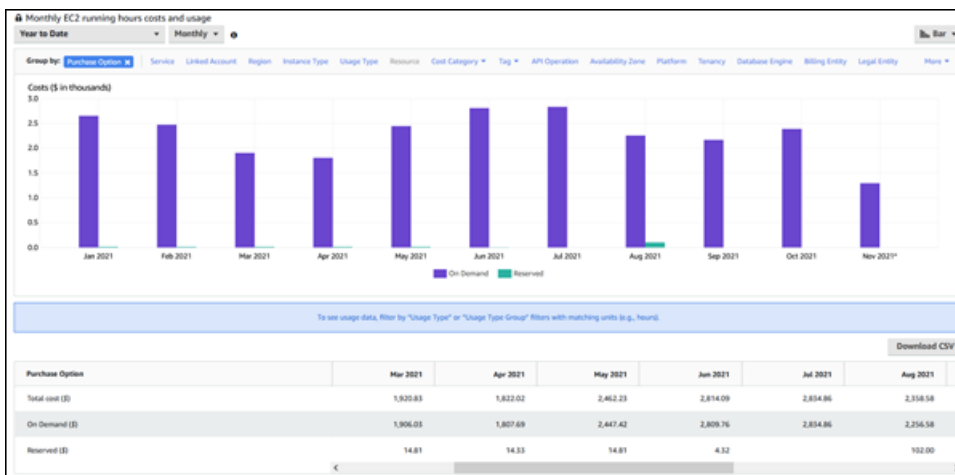 Monthly EC2 running hours costs and usage
Year to Date Monthly Bar
Group by: Purchase Option Service Linked Account Region Instance Type Usage Type Resource Cost Category Tag API Operation Availability Zone Platform Tenancy Database Engine Billing Entity Legal Entity More
Costs ($ in thousands)
3.0
2.5
2.0
1.5
1.0
0.5
0.0
Jan 2021 Feb 2021 Mar 2021 Apr 2021 May 2021 Jun 2021 Jul 2021 Aug 2021 Sep 2021 Oct 2021 Nov 2021*
On Demand Reserved
To see usage data, filter by "Usage Type" or "Usage Type Group" filters with matching units (e.g., hours).
Download CSV
Purchase Option Mar 2021 Apr 2021 May 2021 Jun 2021 Jul 2021 Aug 2021
Total cost ($) 1,920.83 1,822.02 2,462.23 2,814.09 2,834.86 2,358.58
On Demand ($) 1,906.03 1,807.69 2,447.42 2,809.76 2,834.86 2,256.58
Reserved ($) 14.81 14.33 14.81 4.32 102.00